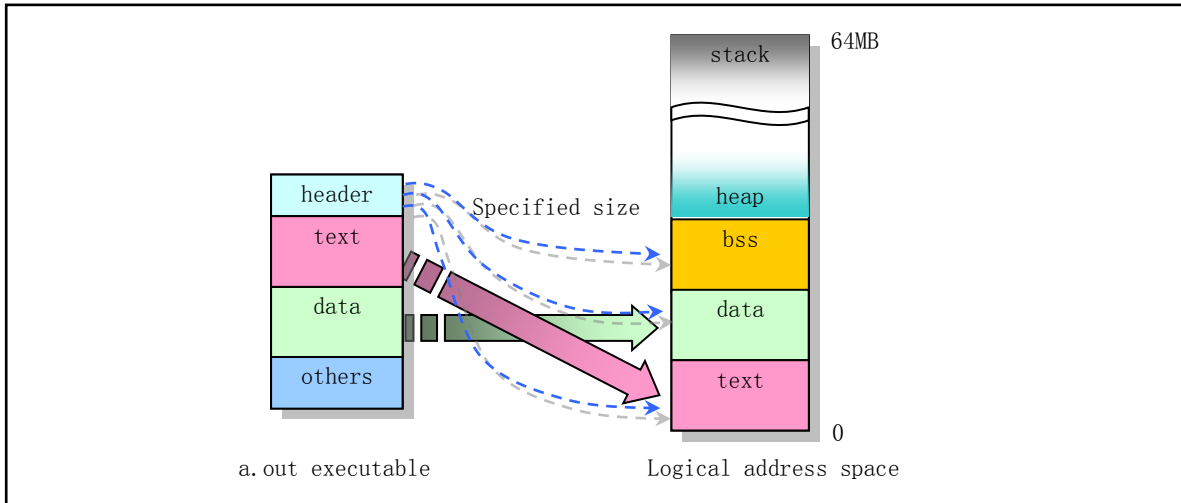 64MB
stack
header
Specified size
heap
text
bss
data
data
others
text
0
a.out executable
Logical address space